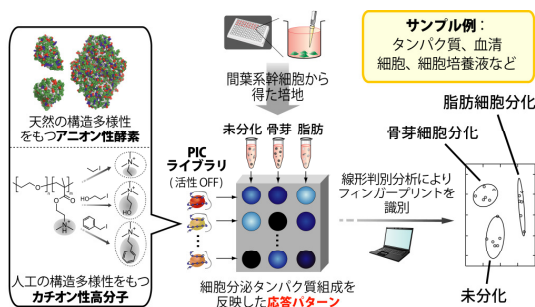 天然の構造多様性
をもつアニオン性酵素
人工の構造多様性をもつ
カチオン性高分子
HO
HO
間葉系幹細胞から
得た培地
未分化 骨芽 脂肪
PIC
ライブラリ
(活性OFF)
細胞分泌タンパク質組成を
反映した応答パターン
サンプル例：
タンパク質、血清
細胞、細胞培養液など
線形判別分析により
フィンガープリントを
識別
脂肪細胞分化
骨芽細胞分化
未分化